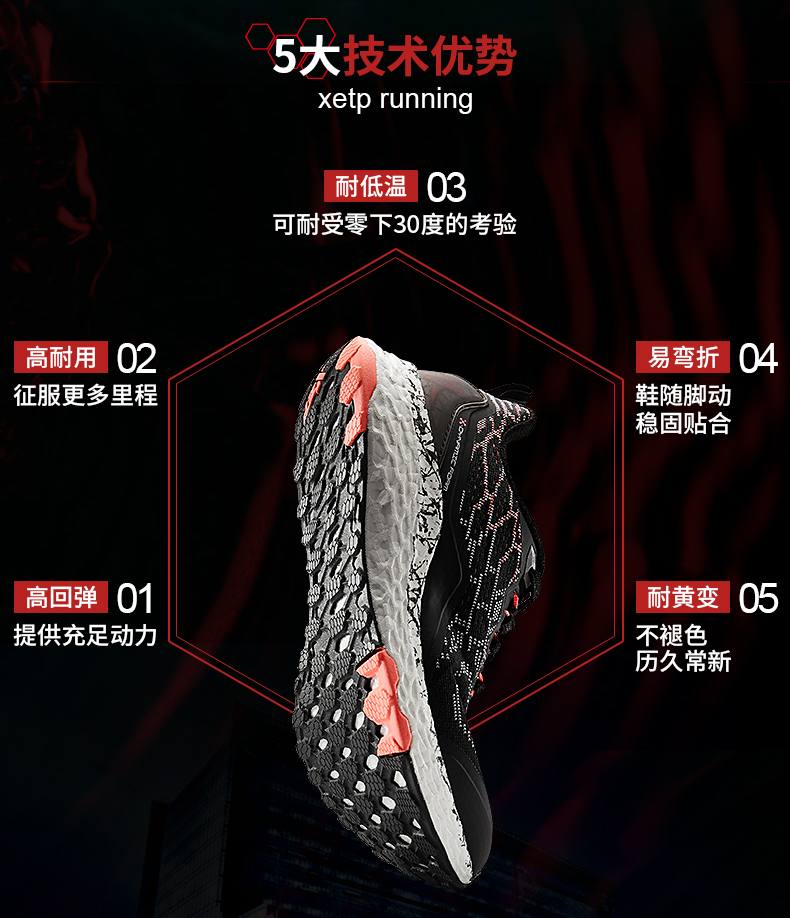 5大技术优势
xetp running
耐低温 03
可耐受零下30度的考验
高耐用 02
征服更多里程
易弯折 04
鞋随脚动
稳固贴合
高回弹 01
提供充足动力
耐黄变 05
不褪色
历久常新